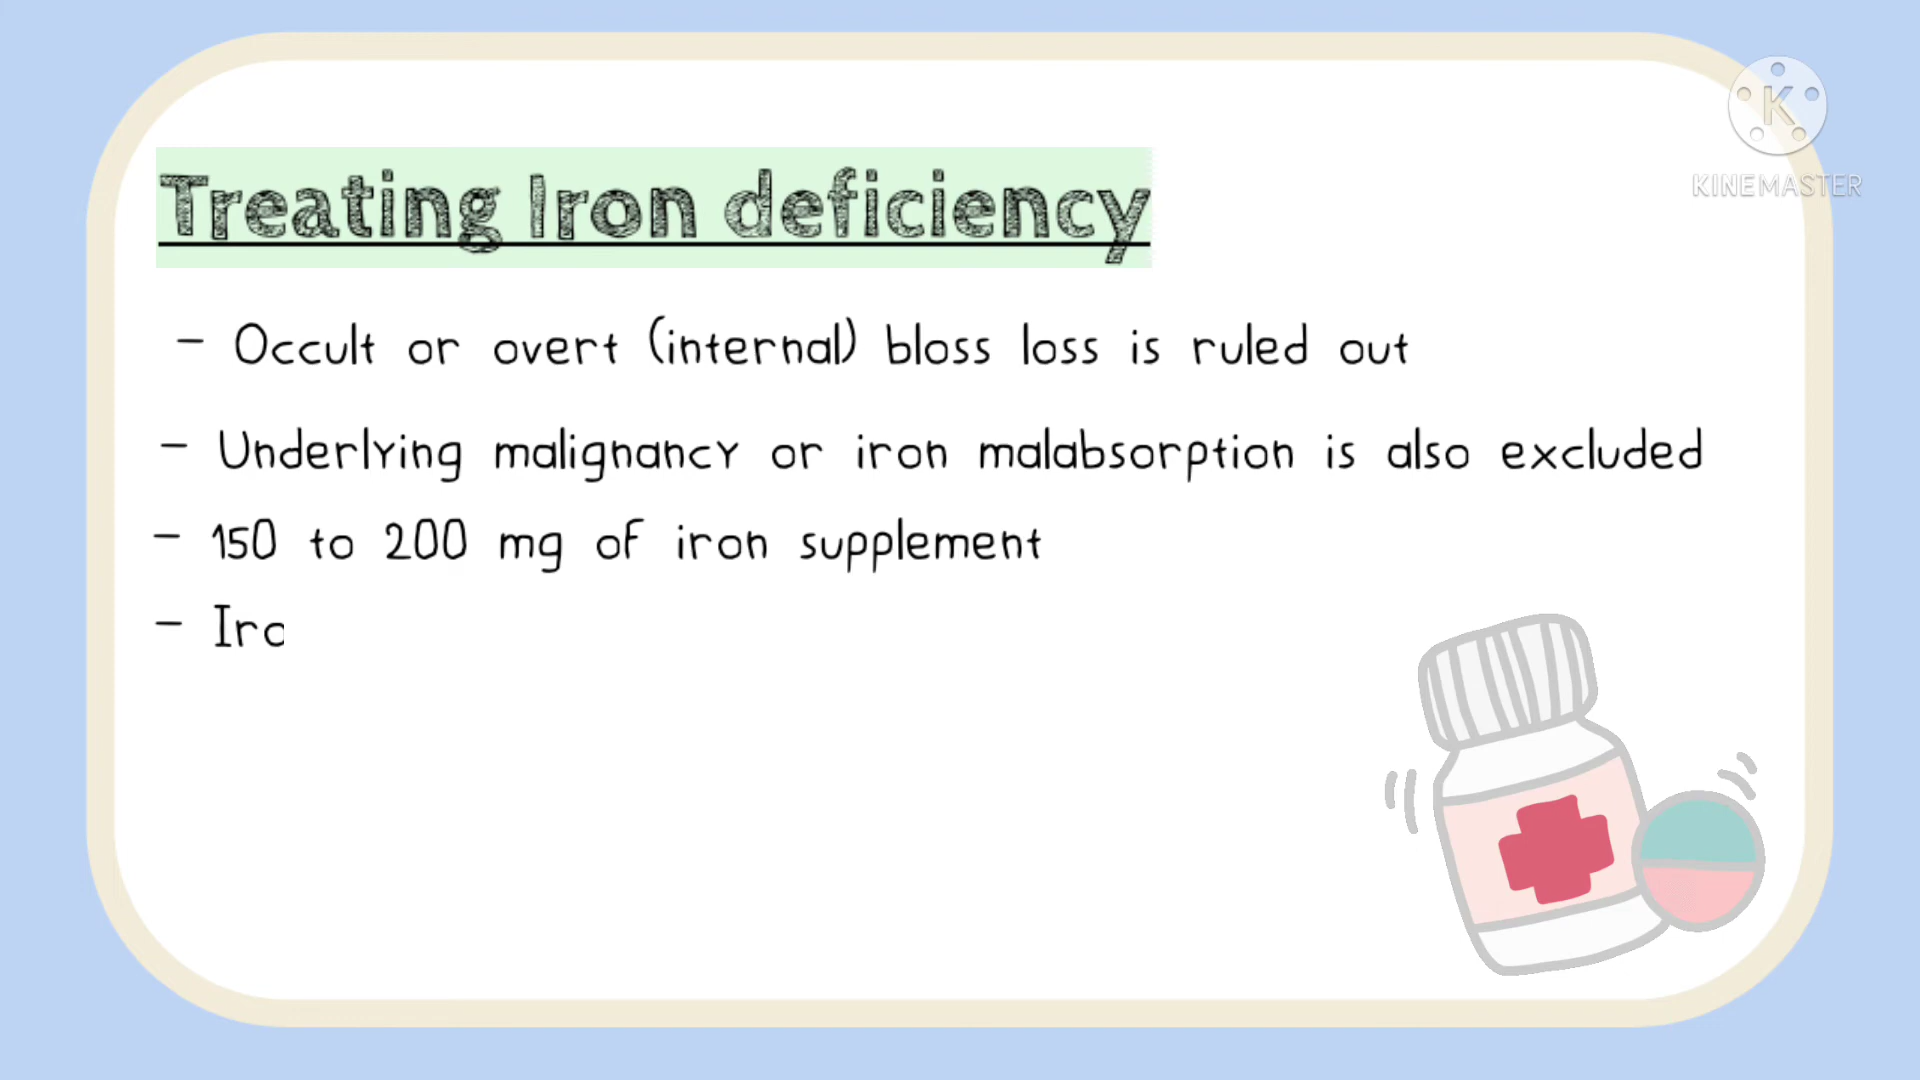 KINEMASTER
Treating Iron deficiency
- Occult or overt (internal) bloss loss is ruled out
- Underlying malignancy or iron malabsorption is also excluded
- 150 to 200 mg of iron supplement
- Iro